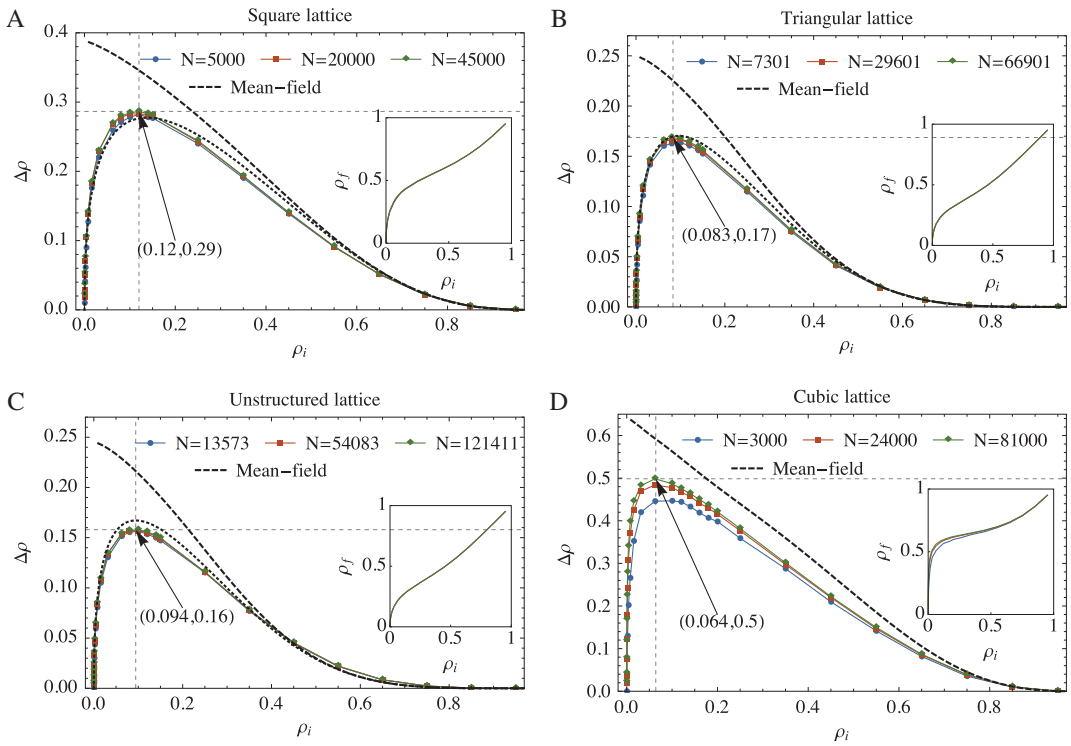 A
Square lattice
0.4
N=5000 N=20000 N=45000
Mean-field
0.3
0.2
0.1
0.0
Δρ
(0.12,0.29)
1
0.5
0
ρf
0 0.5 1
ρi
0.0 0.2 0.4 0.6 0.8
ρi
B
Triangular lattice
0.30
0.25
0.20
0.15
0.10
0.05
0.00
Δρ
N=7301 N=29601 N=66901
Mean-field
(0.083,0.17)
1
0.5
0
ρf
0 0.5 1
ρi
0.0 0.2 0.4 0.6 0.8
ρi
C
Unstructured lattice
0.25
0.20
0.15
0.10
0.05
0.00
Δρ
N=13573 N=54083 N=121411
Mean-field
(0.094,0.16)
1
0.5
0
ρf
0 0.5 1
ρi
0.0 0.2 0.4 0.6 0.8
ρi
D
Cubic lattice
0.6
0.5
0.4
0.3
0.2
0.1
0.0
Δρ
N=3000 N=24000 N=81000
Mean-field
(0.064,0.5)
1
0.5
0
ρf
0 0.5 1
ρi
0.0 0.2 0.4 0.6 0.8
ρi